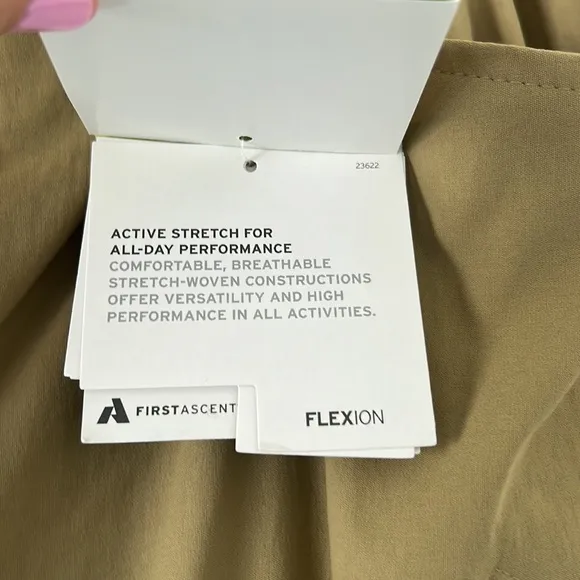 23622
ACTIVE STRETCH FOR
ALL-DAY PERFORMANCE
COMFORTABLE, BREATHABLE
STRETCH-WOVEN CONSTRUCTIONS
OFFER VERSATILITY AND HIGH
PERFORMANCE IN ALL ACTIVITIES.
FIRSTASCENT
FLEXION